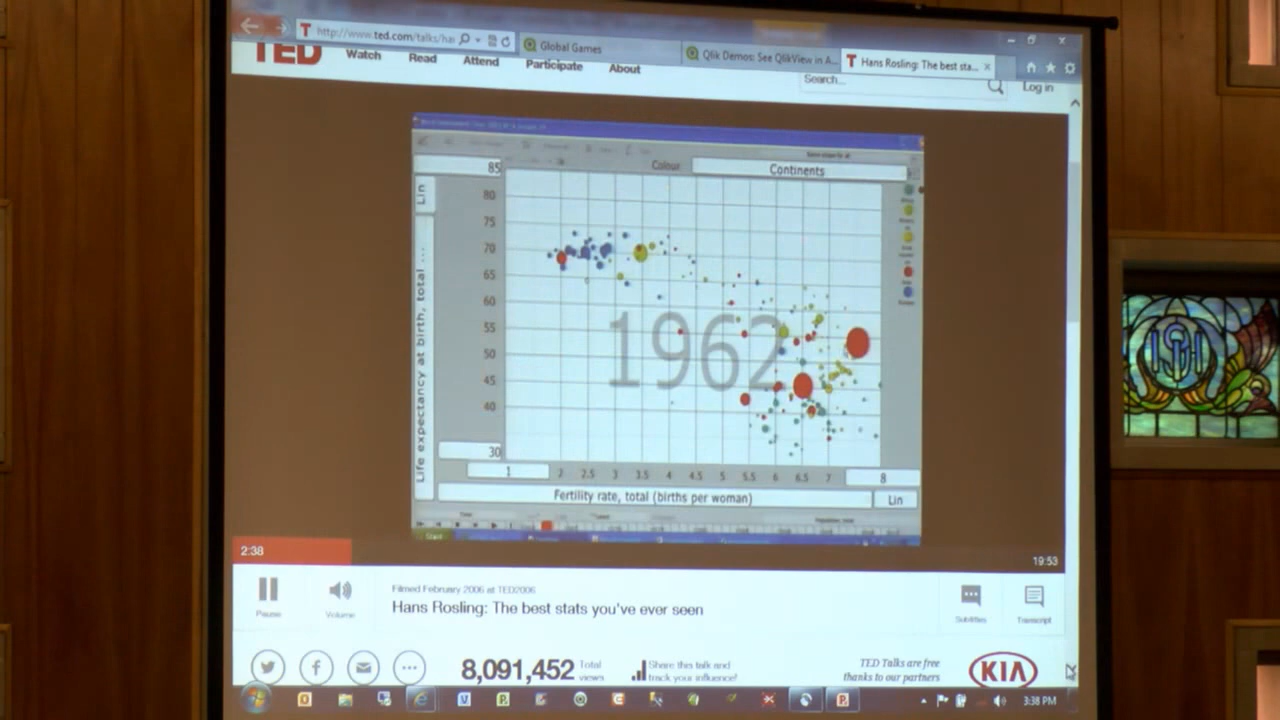 http://www.ted.com/talks/ha
Global Games
Qlik Demos: See QlikView in A...
Hans Rosling: The best sta...
TED
Watch
Read
Attend
Participate
About
Search...
Log in
Colour
Continents
85
80
75
70
65
60
55
50
45
40
30
Lin
Life expectancy at birth, total ...
1962
1
2
2.5
3
3.5
4
4.5
5
5.5
6
6.5
7
8
Fertility rate, total (births per woman)
Lin
Start
2:38
19:53
Pause
Volume
Filmed February 2006 at TED2006
Hans Rosling: The best stats you've ever seen
Subtitles
Transcript
8,091,452 Total views
Share this talk and
track your influence!
TED Talks are free
thanks to our partners
KIA
3:38 PM
IHS